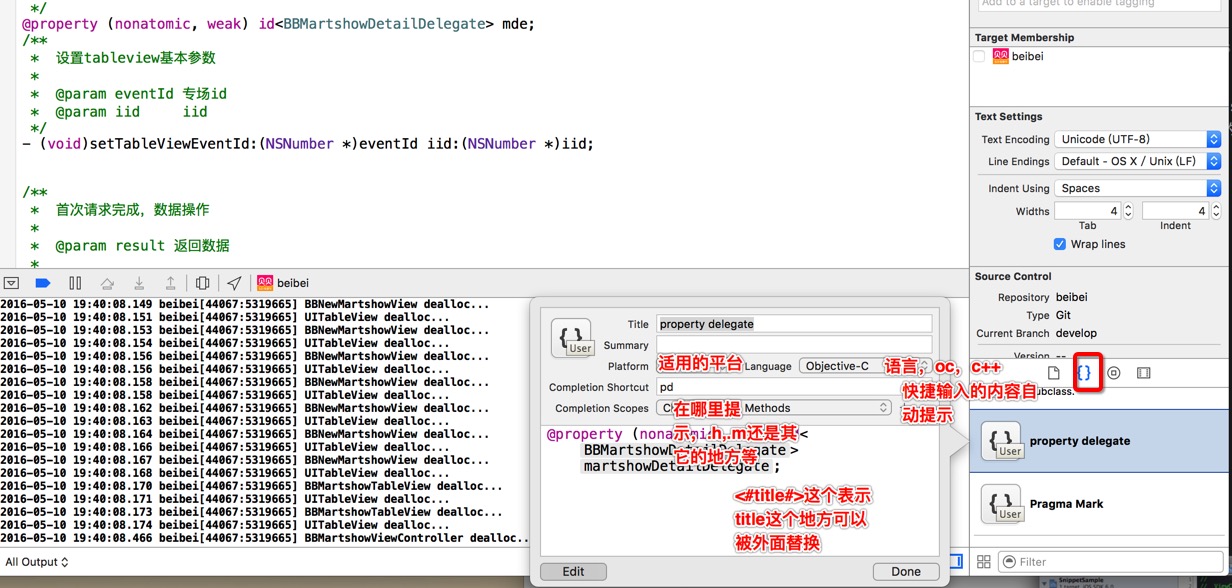 */
@property (nonatomic, weak) id<BBMartshowDetailDelegate> mde;
/**
*  设置tableview基本参数
*
*  @param eventId 专场id
*  @param iid     iid
*/
- (void)setTableViewEventId:(NSNumber *)eventId iid:(NSNumber *)iid;
/**
*  首次请求完成，数据操作
*
*  @param result 返回数据
*
beibei
2016-05-10 19:40:08.149 beibei[44067:5319665] BBNewMartshowView dealloc...
2016-05-10 19:40:08.151 beibei[44067:5319665] UITableView dealloc...
2016-05-10 19:40:08.153 beibei[44067:5319665] BBNewMartshowView dealloc...
2016-05-10 19:40:08.154 beibei[44067:5319665] UITableView dealloc...
2016-05-10 19:40:08.156 beibei[44067:5319665] BBNewMartshowView dealloc...
2016-05-10 19:40:08.156 beibei[44067:5319665] UITableView dealloc...
2016-05-10 19:40:08.158 beibei[44067:5319665] BBNewMartshowView dealloc...
2016-05-10 19:40:08.158 beibei[44067:5319665] UITableView dealloc...
2016-05-10 19:40:08.162 beibei[44067:5319665] BBNewMartshowView dealloc...
2016-05-10 19:40:08.163 beibei[44067:5319665] UITableView dealloc...
2016-05-10 19:40:08.164 beibei[44067:5319665] BBNewMartshowView dealloc...
2016-05-10 19:40:08.166 beibei[44067:5319665] UITableView dealloc...
2016-05-10 19:40:08.167 beibei[44067:5319665] BBNewMartshowView dealloc...
2016-05-10 19:40:08.168 beibei[44067:5319665] UITableView dealloc...
2016-05-10 19:40:08.170 beibei[44067:5319665] BBMartshowTableView dealloc...
2016-05-10 19:40:08.171 beibei[44067:5319665] UITableView dealloc...
2016-05-10 19:40:08.173 beibei[44067:5319665] BBMartshowTableView dealloc...
2016-05-10 19:40:08.174 beibei[44067:5319665] UITableView dealloc...
2016-05-10 19:40:08.466 beibei[44067:5319665] BBMartshowViewController dealloc..
All Output
User
Title property delegate
Summary
Platform 适用的平台 Language Objective-C 语言，oc，c++
Completion Shortcut pd 快捷输入的内容自
动提示
Completion Scopes Methods
在哪里提
示，.h,.m还是其
它的地方等
@property (nona <
BBMartshowDetailDelegate>
martshowDetailDelegate;
<#title#>这个表示
title这个地方可以
被外面替换
Edit
Done
Add to a target to enable tagging
Target Membership
beibei
Text Settings
Text Encoding Unicode (UTF-8)
Line Endings Default - OS X / Unix (LF)
Indent Using Spaces
Widths 4 4
Tab Indent
Wrap lines
Source Control
Repository beibei
Type Git
Current Branch develop
Version --
subclass.
{ } User property delegate
{ } User Pragma Mark
Filter
SnippetSample